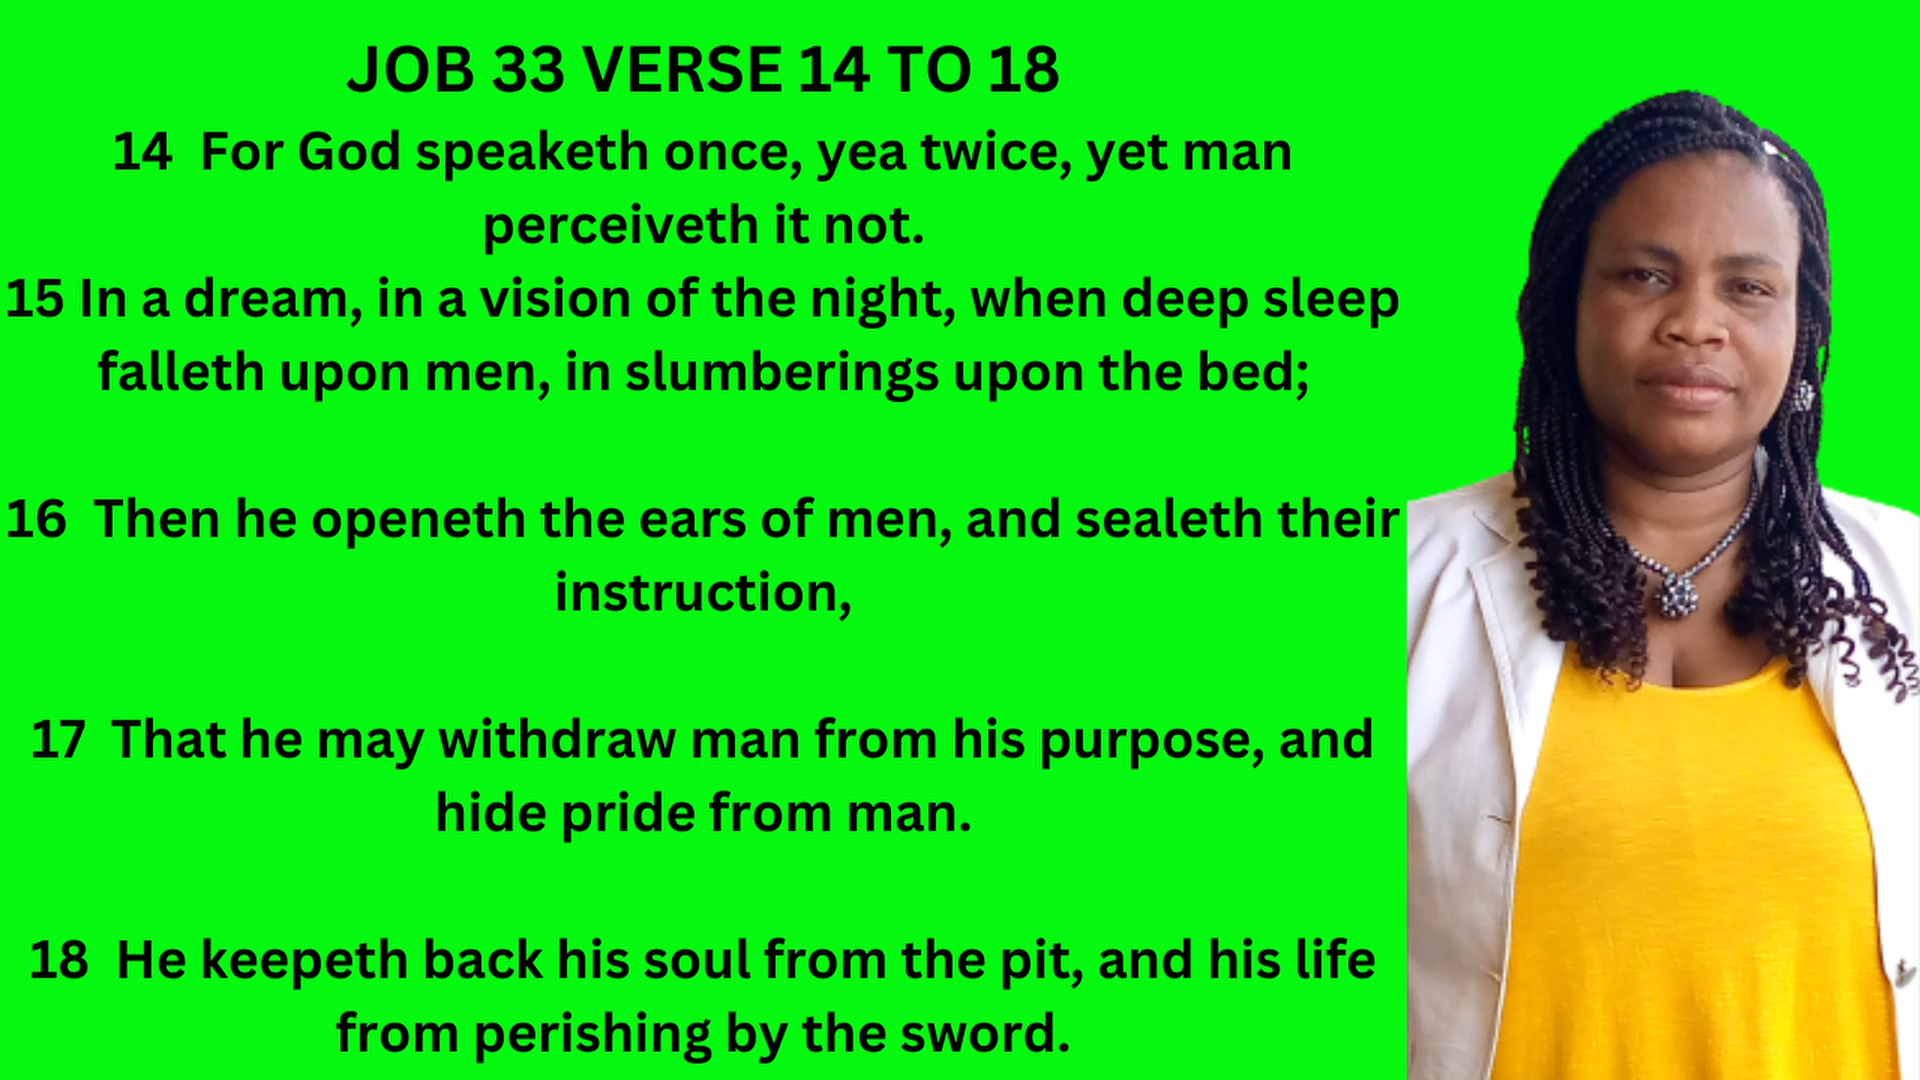 JOB 33 VERSE 14 TO 18
14 For God speaketh once, yea twice, yet man
perceiveth it not.
15 In a dream, in a vision of the night, when deep sleep
falleth upon men, in slumberings upon the bed;
16 Then he openeth the ears of men, and sealeth their
instruction,
17 That he may withdraw man from his purpose, and
hide pride from man.
18 He keepeth back his soul from the pit, and his life
from perishing by the sword.